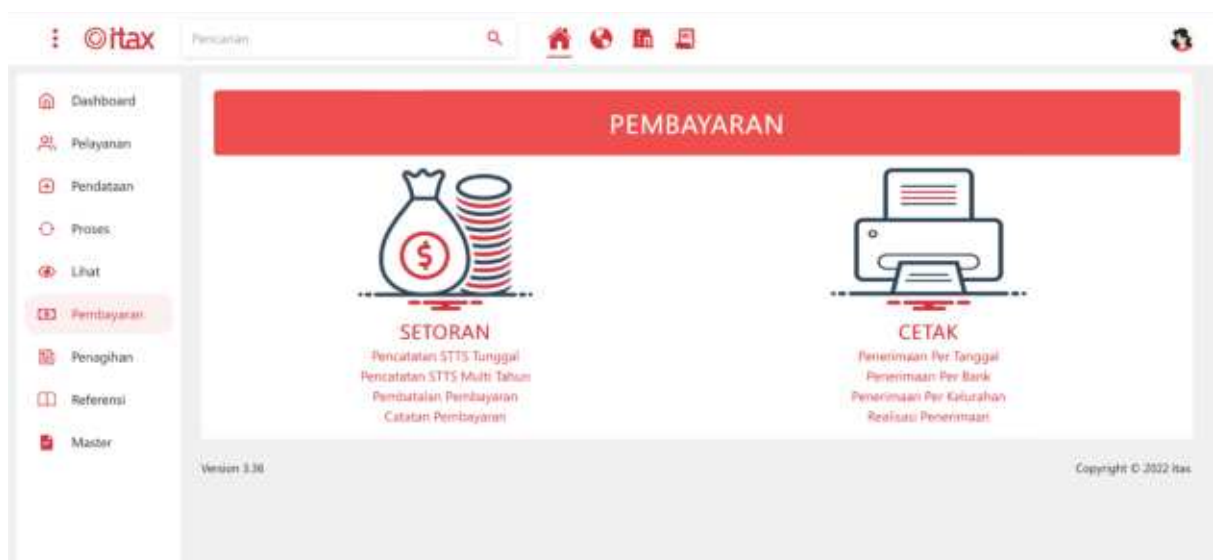 itax
Pencarian
Dashboard
Pelayanan
Pendataan
Proses
Lihat
Pembayaran
Penagihan
Referensi
Master
PEMBAYARAN
$
SETORAN
Pencatatan STTS Tunggal
Pencatatan STTS Multi Tahun
Pembatalan Pembayaran
Catatan Pembayaran
CETAK
Penerimaan Per Tanggal
Penerimaan Per Bank
Penerimaan Per Kelurahan
Realisasi Penerimaan
Version 3.36
Copyright © 2022 itax